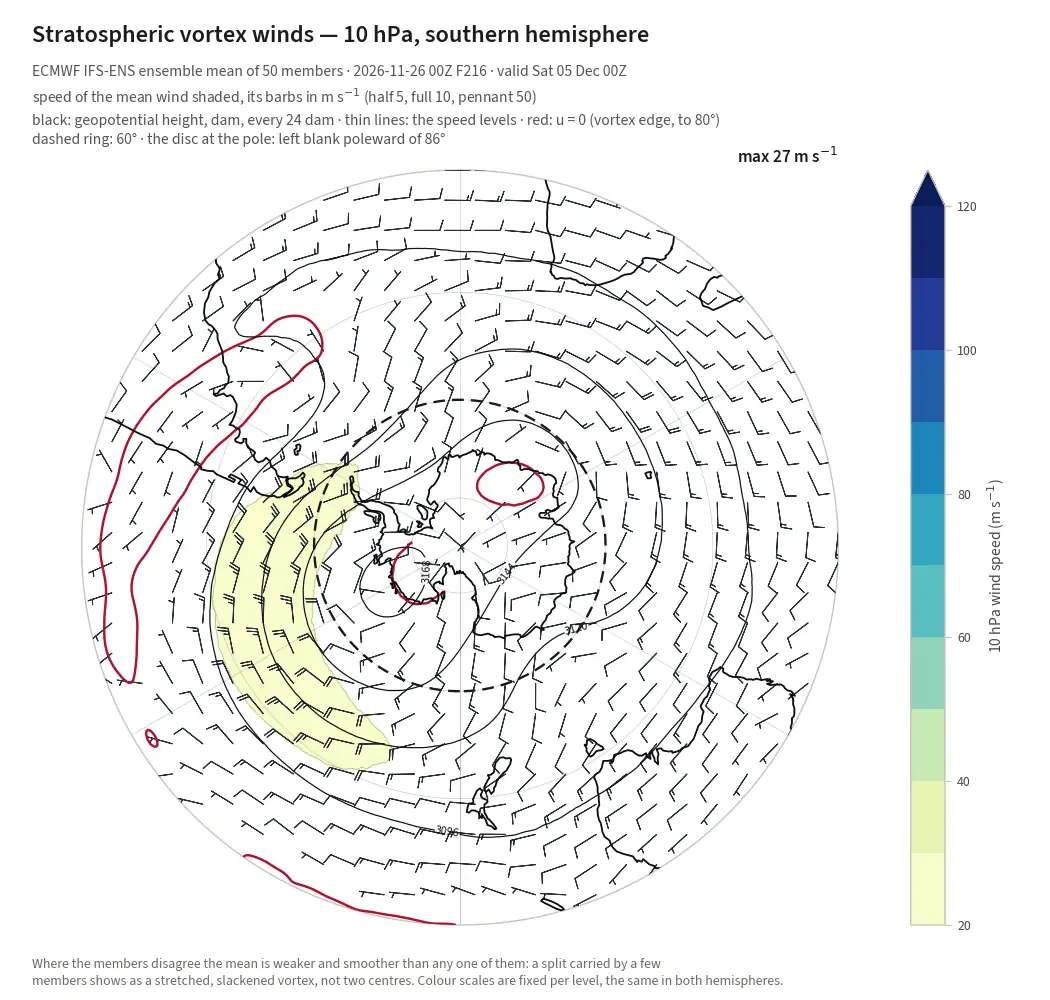 Stratospheric vortex winds — 10 hPa, southern hemisphere
ECMWF IFS-ENS ensemble mean of 50 members · 2026-11-26 00Z F216 · valid Sat 05 Dec 00Z
speed of the mean wind shaded, its barbs in m s⁻¹ (half 5, full 10, pennant 50)
black: geopotential height, dam, every 24 dam · thin lines: the speed levels · red: u = 0 (vortex edge, to 80°)
dashed ring: 60° · the disc at the pole: left blank poleward of 86°
max 27 m s⁻¹
120
100
80
60
40
20
10 hPa wind speed (m s⁻¹)
3168
3144
3120
3096
Where the members disagree the mean is weaker and smoother than any one of them: a split carried by a few
members shows as a stretched, slackened vortex, not two centres. Colour scales are fixed per level, the same in both hemispheres.